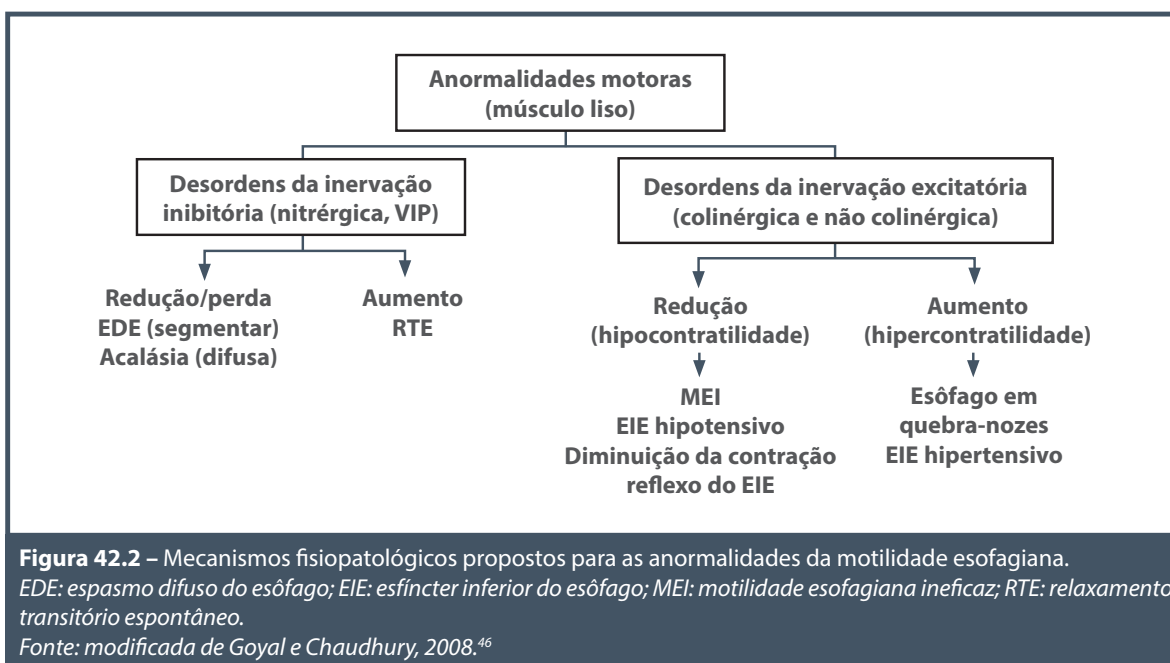 Anormalidades motoras
(músculo liso)
Desordens da inervação
inibitória (nitrérgica, VIP)
Desordens da inervação excitatória
(colinérgica e não colinérgica)
Redução/perda
EDE (segmentar)
Acalásia (difusa)
Aumento
RTE
Redução
(hipocontratilidade)
MEI
EIE hipotensivo
Diminuição da contração
reflexo do EIE
Aumento
(hipercontratilidade)
Esôfago em
quebra-nozes
EIE hipertensivo
Figura 42.2 – Mecanismos fisiopatológicos propostos para as anormalidades da motilidade esofagiana.
EDE: espasmo difuso do esôfago; EIE: esfíncter inferior do esôfago; MEI: motilidade esofagiana ineficaz; RTE: relaxamento
transitório espontâneo.
Fonte: modificada de Goyal e Chaudhury, 2008.46